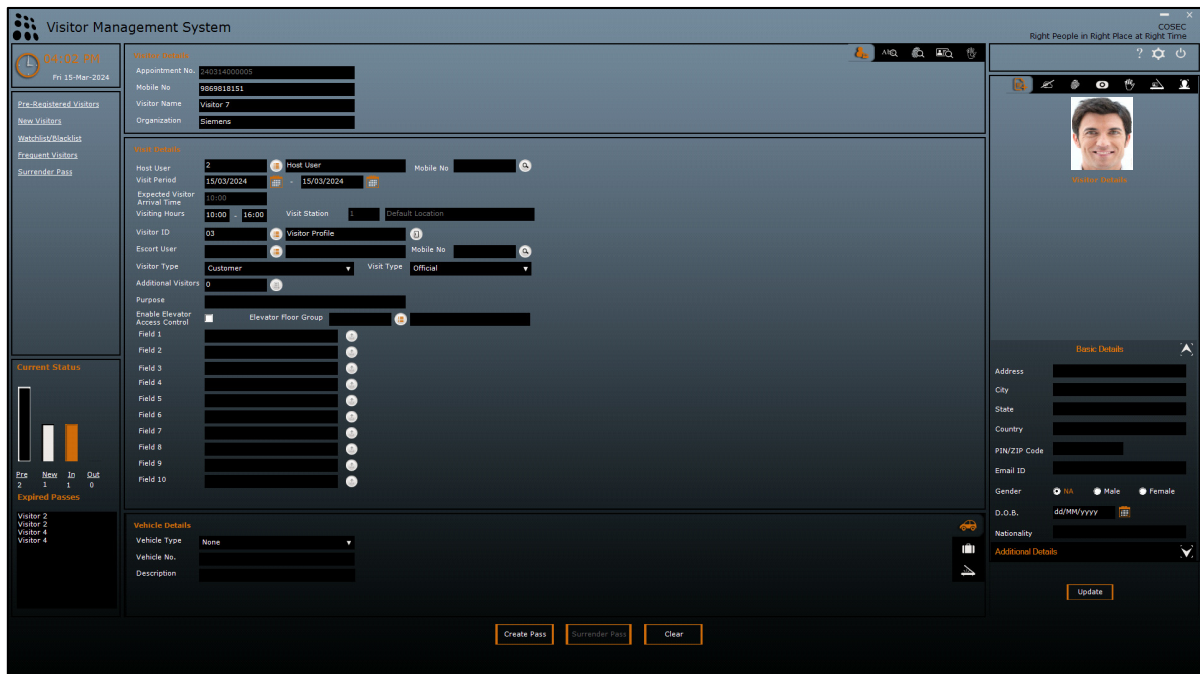 Visitor Management System
COSEC
Right People in Right Place at Right Time
04:02 PM
Fri 15-Mar-2024
?
Pre-Registered Visitors
New Visitors
Watchlist/Blacklist
Frequent Visitors
Surrender Pass
Current Status
Pre New In Out
2 1 1 0
Expired Passes
Visitor 2
Visitor 2
Visitor 4
Visitor 4
Visitor Details
Appointment No. 240314000005
Mobile No 9869818151
Visitor Name Visitor 7
Organization Siemens
Visit Details
Host User 2 Host User Mobile No
Visit Period 15/03/2024 - 15/03/2024
Expected Visitor
Arrival Time 10:00
Visiting Hours 10:00 - 16:00 Visit Station 1 Default Location
Visitor ID 03 Visitor Profile
Escort User Mobile No
Visitor Type Customer Visit Type Official
Additional Visitors 0
Purpose
Enable Elevator
Access Control Elevator Floor Group
Field 1
Field 2
Field 3
Field 4
Field 5
Field 6
Field 7
Field 8
Field 9
Field 10
Vehicle Details
Vehicle Type None
Vehicle No.
Description
Create Pass Surrender Pass Clear
Visitor Details
Basic Details
Address
City
State
Country
PIN/ZIP Code
Email ID
Gender NA Male Female
D.O.B. dd/MM/yyyy
Nationality
Additional Details
Update